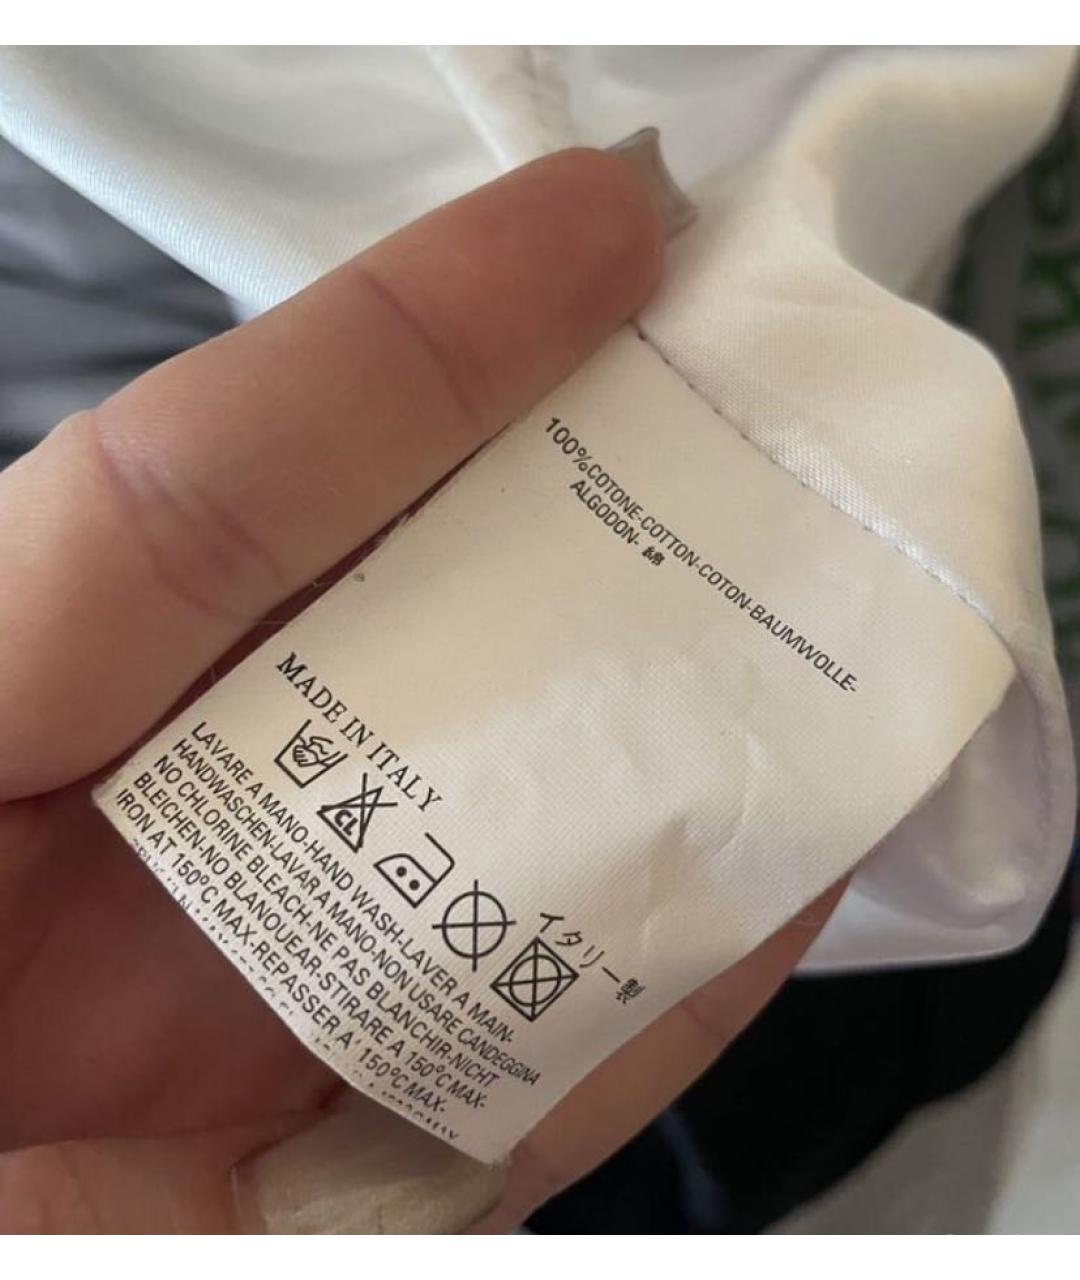 100%COTONE-COTTON-COTON-BAUMWOLLE-
ALGODON- 綿
MADE IN ITALY
イタリー製
CL
LAVARE A MANO-HAND WASH-LAVER A MAIN-
HANDWASCHEN-LAVAR A MANO-NON USARE CANDEGGINA
NO CHLORINE BLEACH-NE PAS BLANCHIR-NICHT
BLEICHEN-NO BLANQUEAR-STIRARE A 150°C MAX-
IRON AT 150°C MAX-REPASSER A' 150°C MAX-